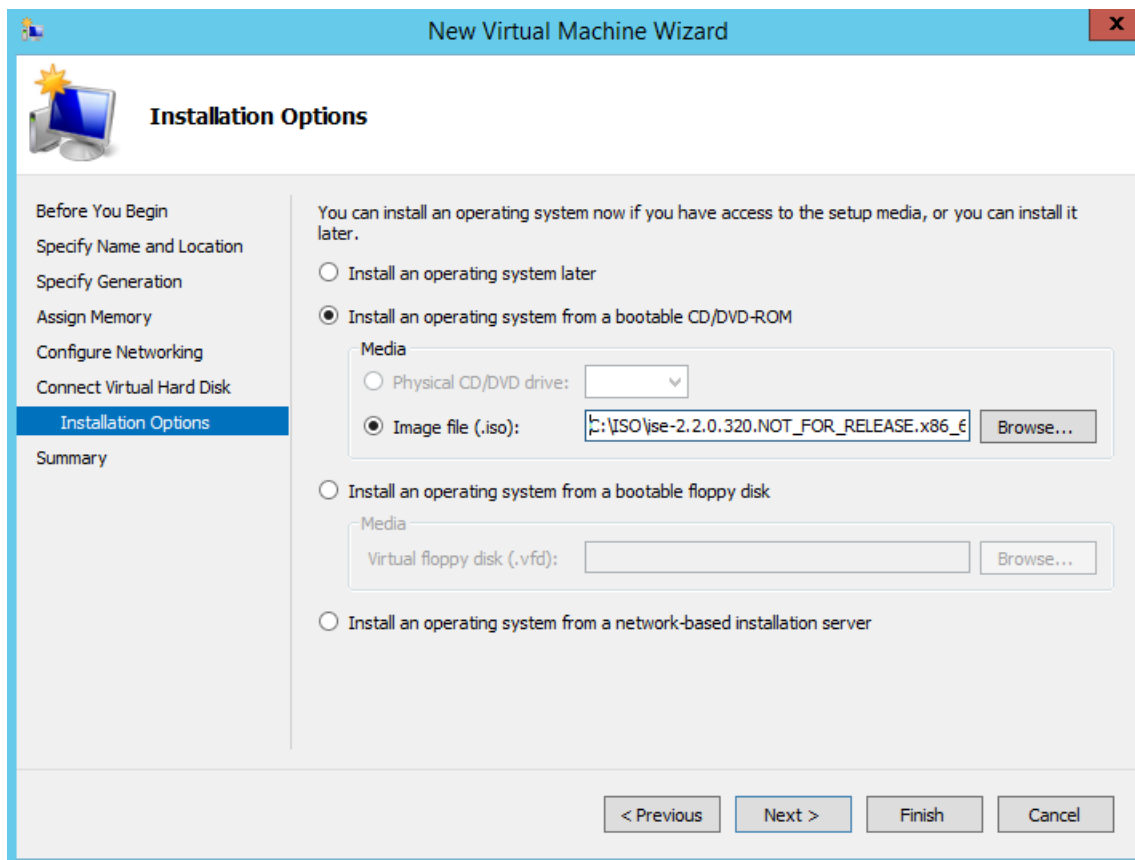 New Virtual Machine Wizard
x
Installation Options
Before You Begin
Specify Name and Location
Specify Generation
Assign Memory
Configure Networking
Connect Virtual Hard Disk
Installation Options
Summary
You can install an operating system now if you have access to the setup media, or you can install it
later.
Install an operating system later
Install an operating system from a bootable CD/DVD-ROM
Media
Physical CD/DVD drive:
Image file (.iso): C:\ISO\ise-2.2.0.320.NOT_FOR_RELEASE.x86_6 Browse...
Install an operating system from a bootable floppy disk
Media
Virtual floppy disk (.vfd): Browse...
Install an operating system from a network-based installation server
< Previous Next > Finish Cancel